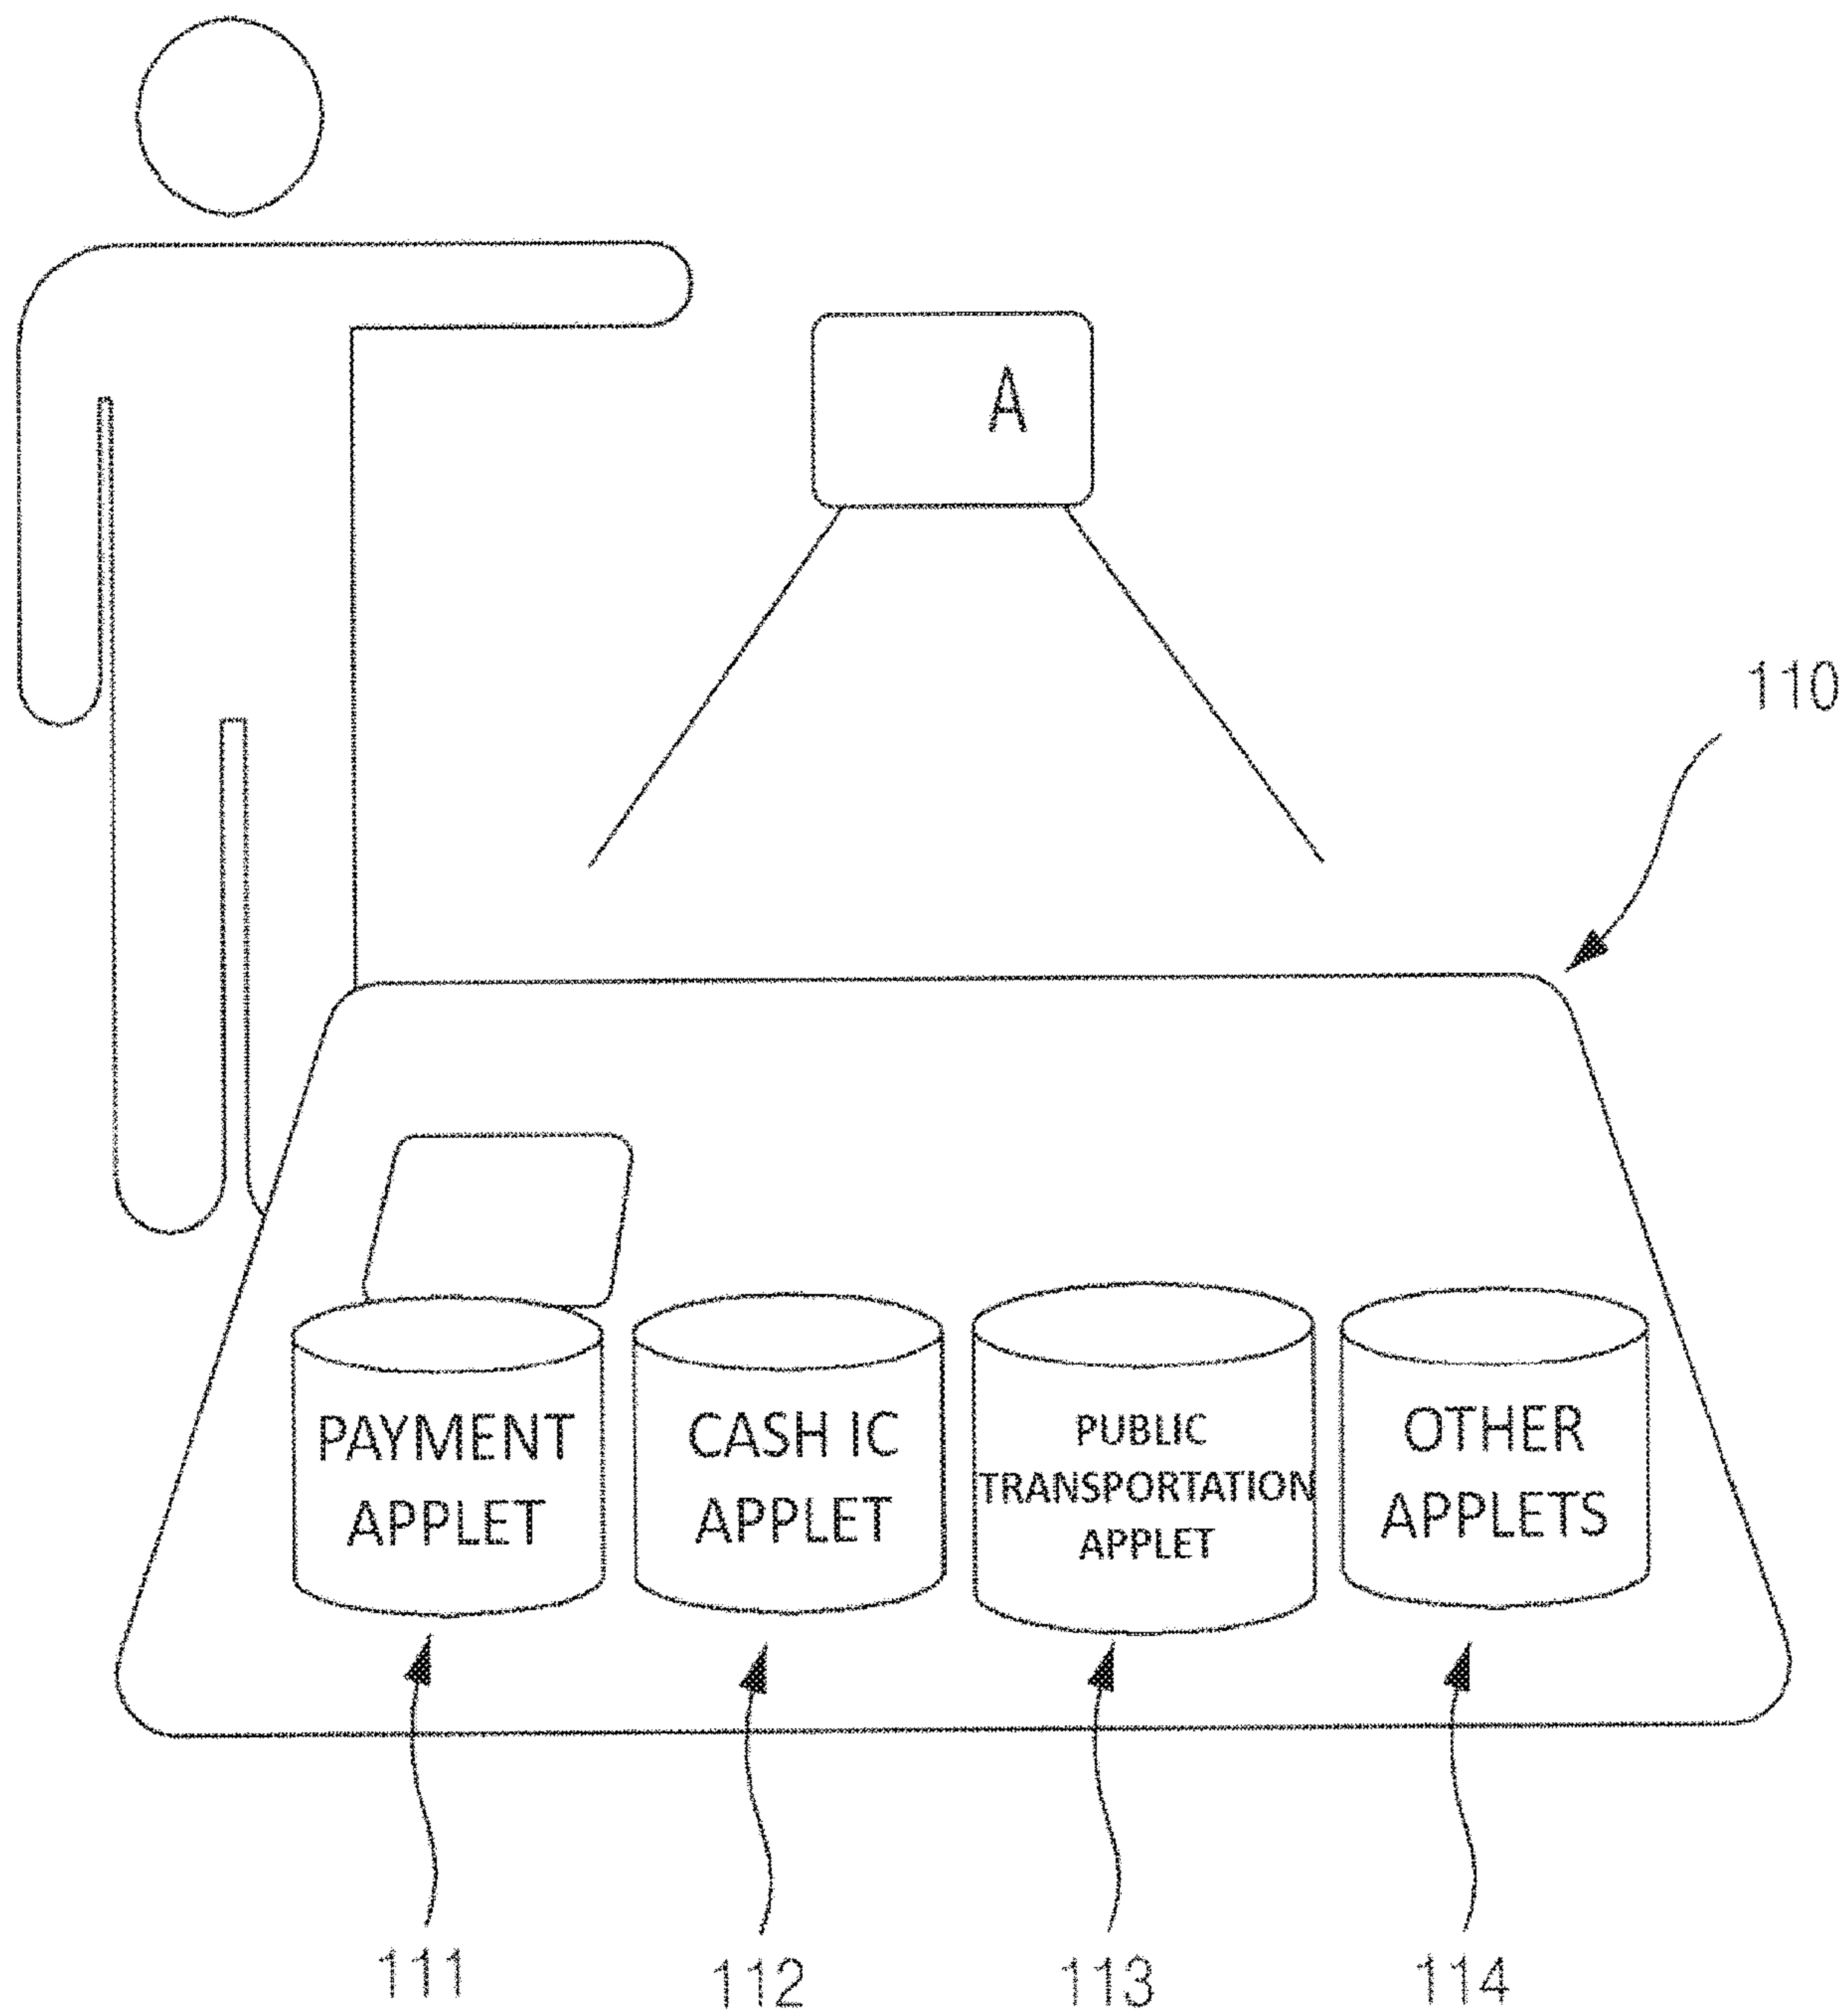 A
110
PAYMENT
APPLET
CASH IC
APPLET
PUBLIC
TRANSPORTATION
APPLET
OTHER
APPLETS
111
112
113
114